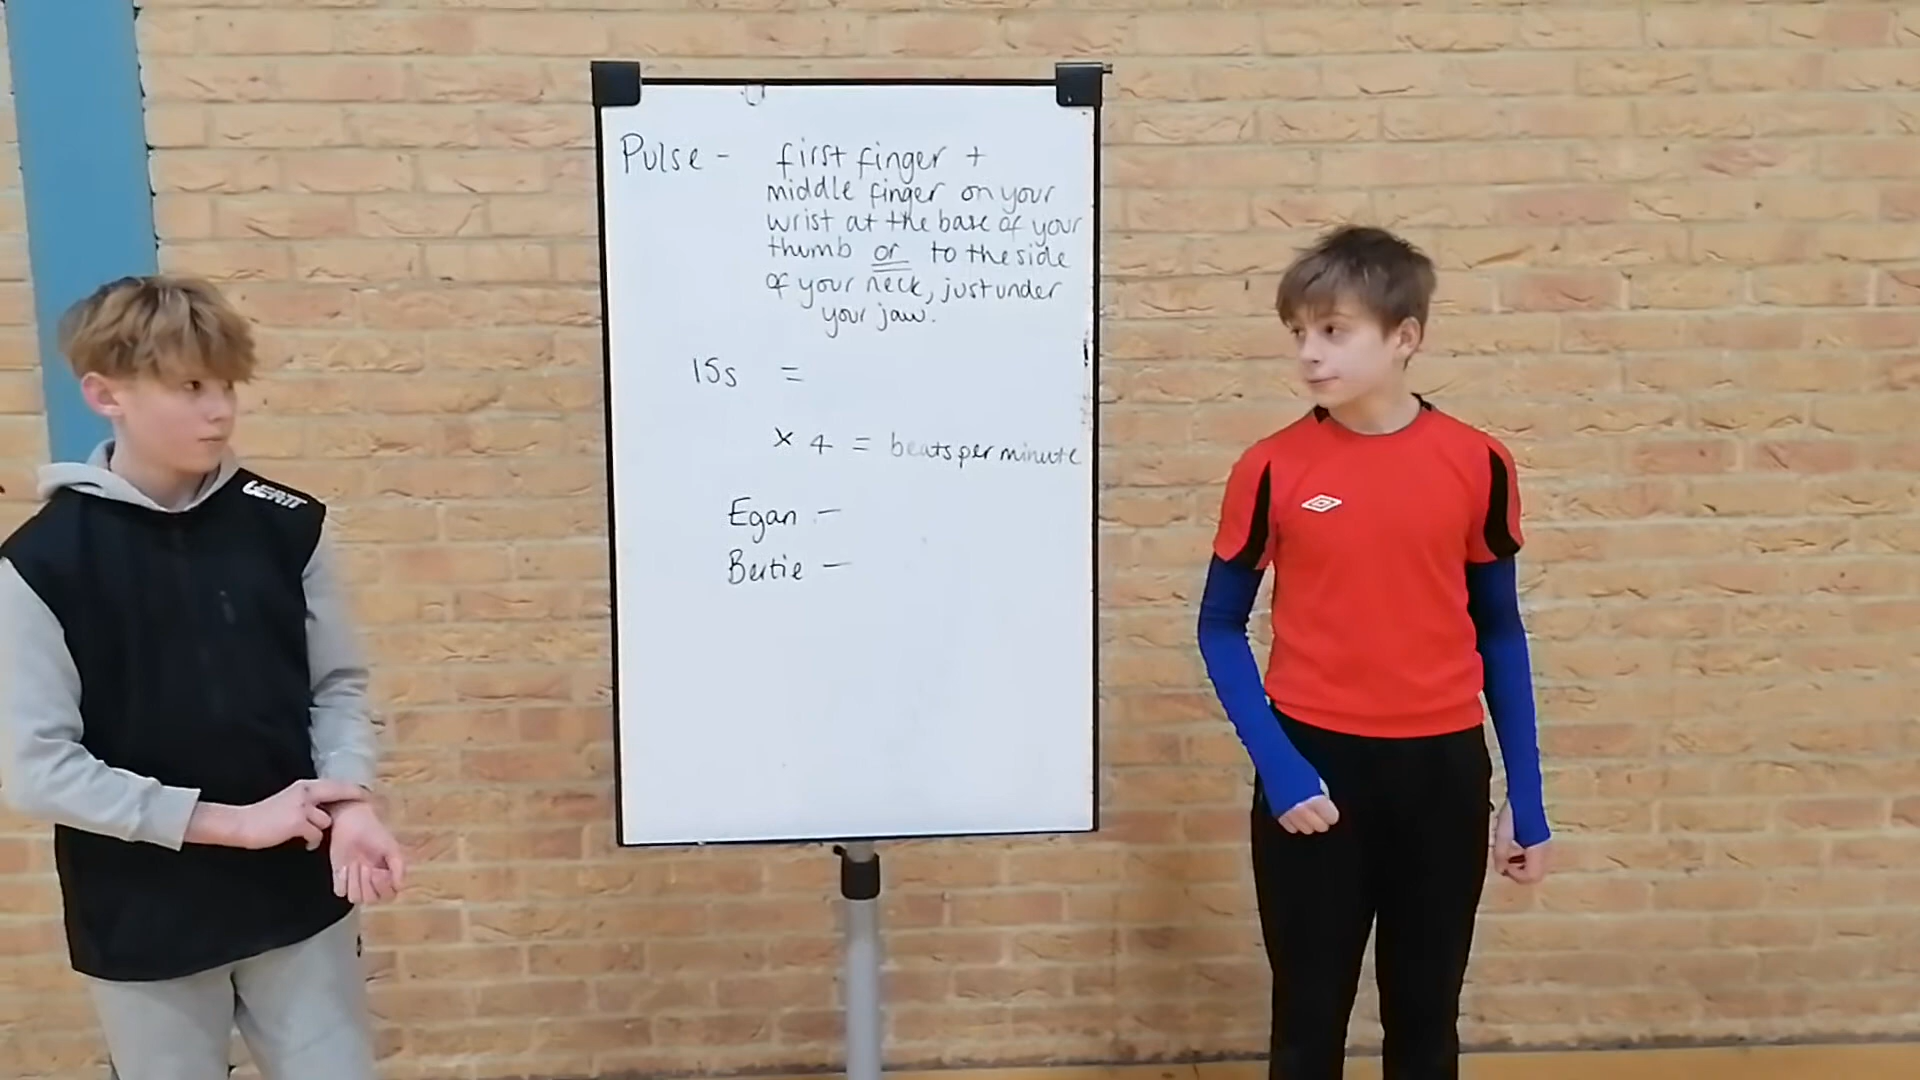 Pulse - first finger +
middle finger on your
wrist at the base of your
thumb or to the side
of your neck, just under
your jaw.
15s =
× 4 = beats per minute
Egan -
Bertie -
LEATT